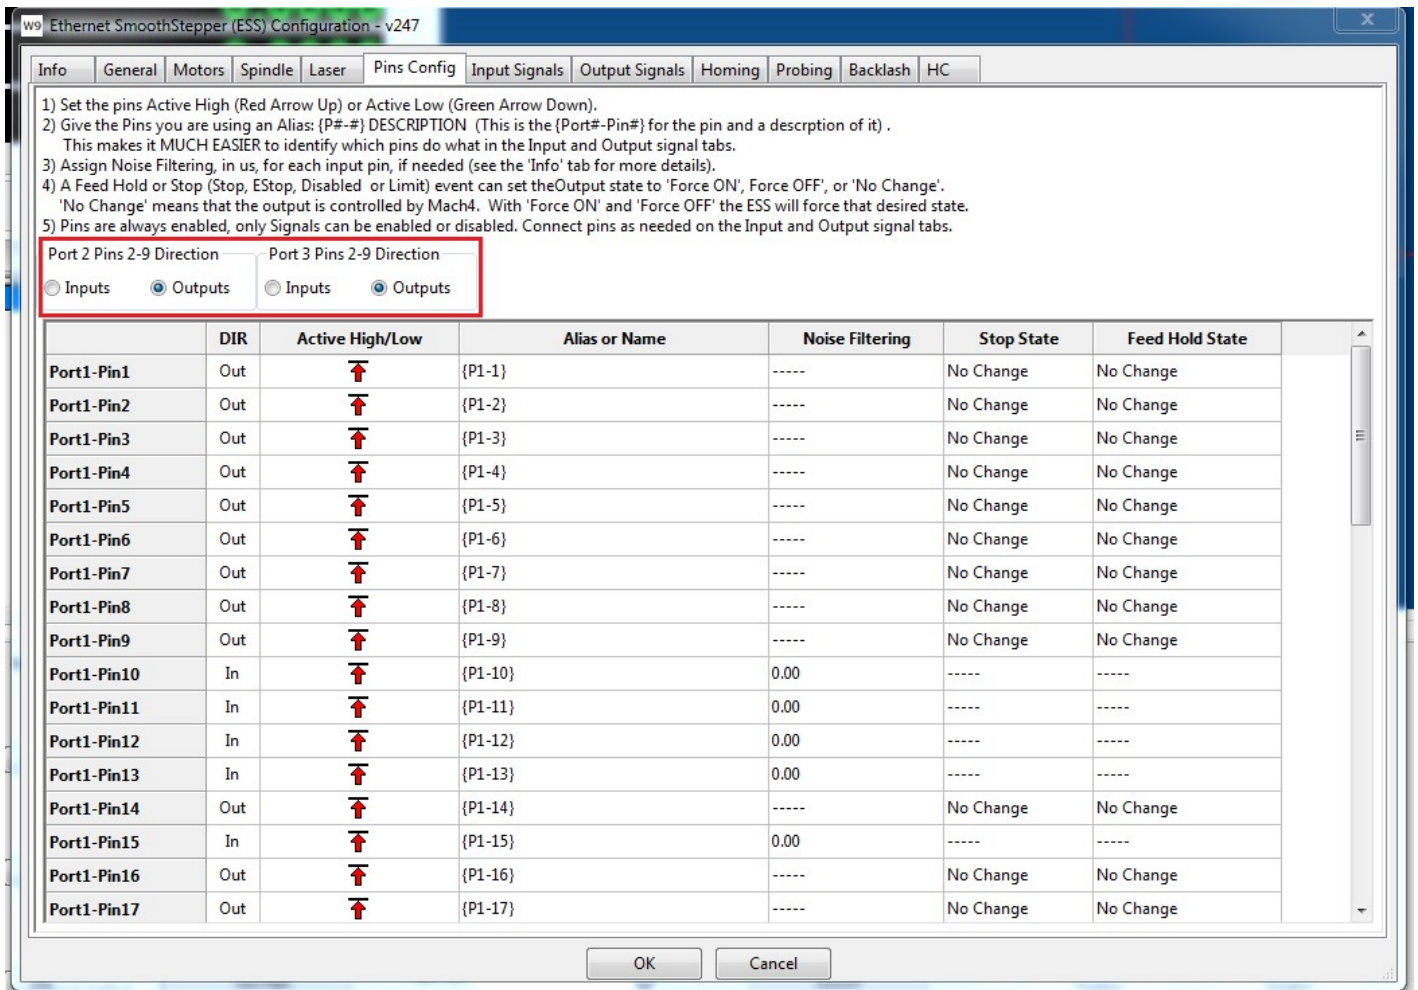 W9 Ethernet SmoothStepper (ESS) Configuration - v247
Info General Motors Spindle Laser Pins Config Input Signals Output Signals Homing Probing Backlash HC
1) Set the pins Active High (Red Arrow Up) or Active Low (Green Arrow Down).
2) Give the Pins you are using an Alias: {P#-#} DESCRIPTION (This is the {Port#-Pin#} for the pin and a descrption of it) .
This makes it MUCH EASIER to identify which pins do what in the Input and Output signal tabs.
3) Assign Noise Filtering, in us, for each input pin, if needed (see the 'Info' tab for more details).
4) A Feed Hold or Stop (Stop, EStop, Disabled or Limit) event can set theOutput state to 'Force ON', Force OFF', or 'No Change'.
'No Change' means that the output is controlled by Mach4. With 'Force ON' and 'Force OFF' the ESS will force that desired state.
5) Pins are always enabled, only Signals can be enabled or disabled. Connect pins as needed on the Input and Output signal tabs.
Port 2 Pins 2-9 Direction Port 3 Pins 2-9 Direction
Inputs Outputs Inputs Outputs
DIR Active High/Low Alias or Name Noise Filtering Stop State Feed Hold State
Port1-Pin1 Out {P1-1} ----- No Change No Change
Port1-Pin2 Out {P1-2} ----- No Change No Change
Port1-Pin3 Out {P1-3} ----- No Change No Change
Port1-Pin4 Out {P1-4} ----- No Change No Change
Port1-Pin5 Out {P1-5} ----- No Change No Change
Port1-Pin6 Out {P1-6} ----- No Change No Change
Port1-Pin7 Out {P1-7} ----- No Change No Change
Port1-Pin8 Out {P1-8} ----- No Change No Change
Port1-Pin9 Out {P1-9} ----- No Change No Change
Port1-Pin10 In {P1-10} 0.00 ----- -----
Port1-Pin11 In {P1-11} 0.00 ----- -----
Port1-Pin12 In {P1-12} 0.00 ----- -----
Port1-Pin13 In {P1-13} 0.00 ----- -----
Port1-Pin14 Out {P1-14} ----- No Change No Change
Port1-Pin15 In {P1-15} 0.00 ----- -----
Port1-Pin16 Out {P1-16} ----- No Change No Change
Port1-Pin17 Out {P1-17} ----- No Change No Change
OK Cancel